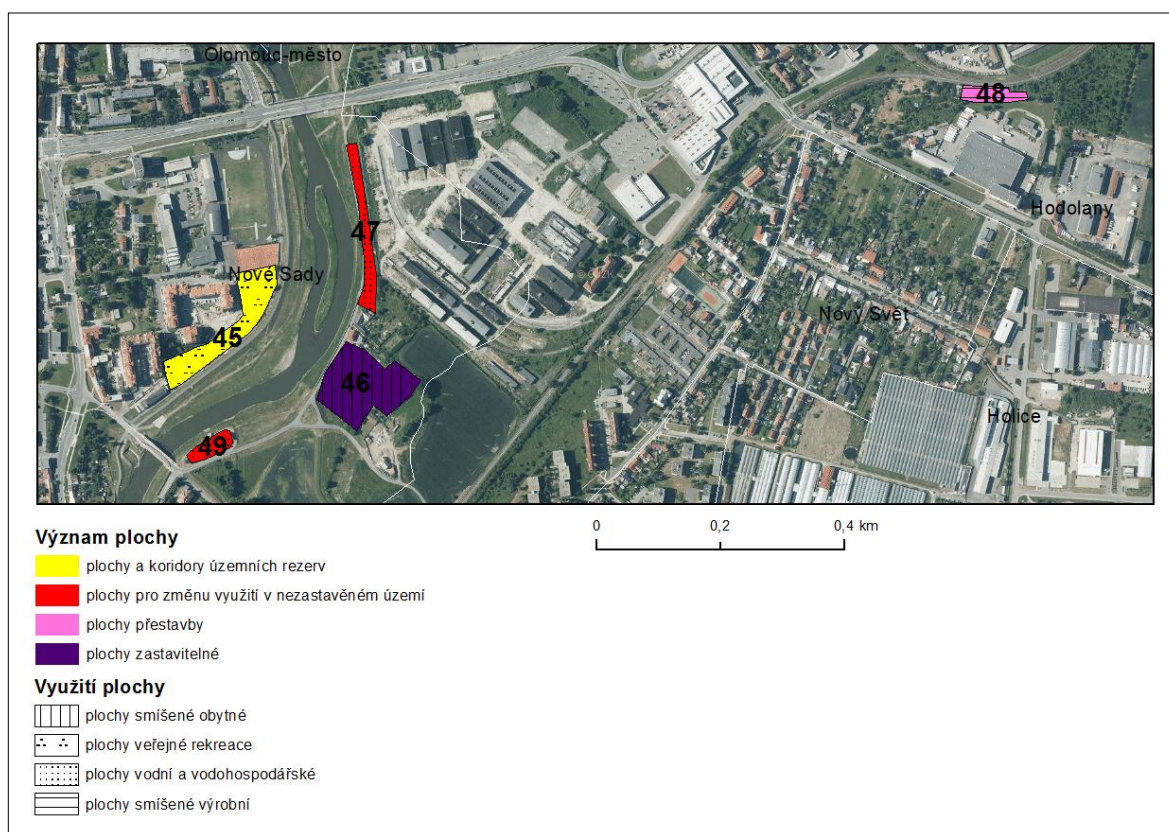 Olomouc-město
48
Hodolany
47
Nové Sady
Nový Svět
45
46
Holice
49
0 0,2 0,4 km
Význam plochy
plochy a koridory územních rezerv
plochy pro změnu využití v nezastavěném území
plochy přestavby
plochy zastavitelné
Využití plochy
plochy smíšené obytné
plochy veřejné rekreace
plochy vodní a vodohospodářské
plochy smíšené výrobní